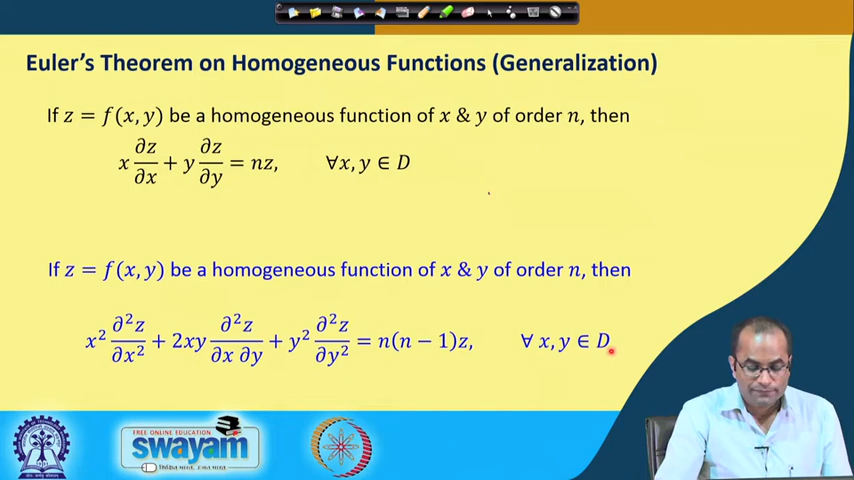 Euler's Theorem on Homogeneous Functions (Generalization)
If z = f(x, y) be a homogeneous function of x & y of order n, then
x ∂z/∂x + y ∂z/∂y = nz, ∀x, y ∈ D
If z = f(x, y) be a homogeneous function of x & y of order n, then
x² ∂²z/∂x² + 2xy ∂²z/∂x ∂y + y² ∂²z/∂y² = n(n − 1)z, ∀ x, y ∈ D
FREE ONLINE EDUCATION
swayam